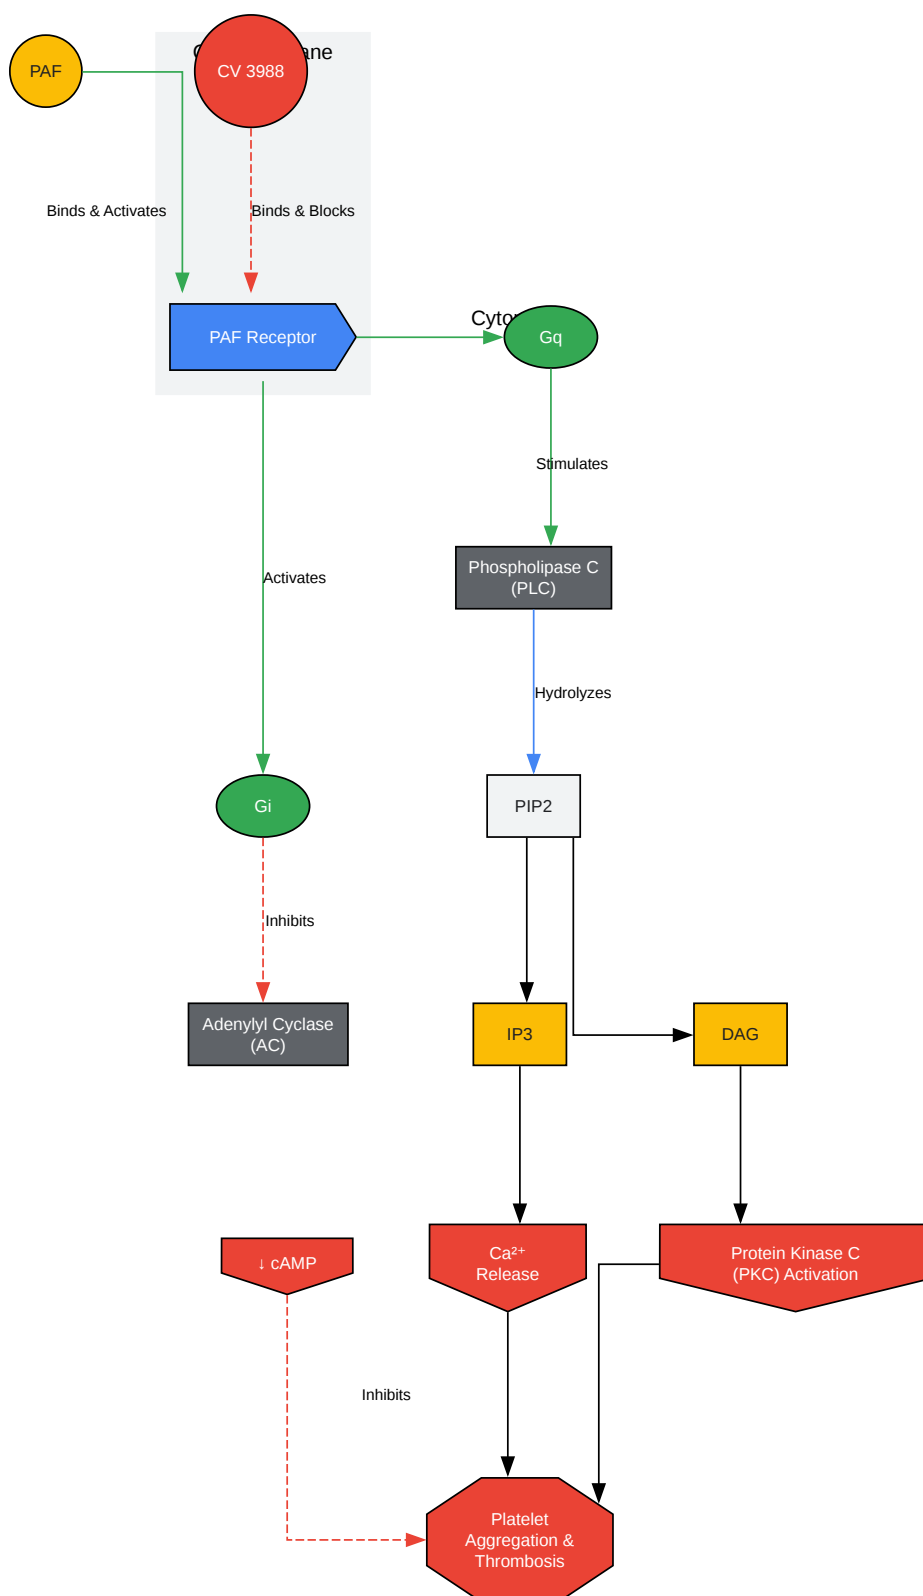 PAF
CV 3988
Binds & Activates
Binds & Blocks
PAF Receptor
Gq
Stimulates
Phospholipase C
(PLC)
Activates
Hydrolyzes
Gi
PIP2
Inhibits
Adenylyl Cyclase
(AC)
IP3
DAG
↓ cAMP
Ca²⁺
Release
Protein Kinase C
(PKC) Activation
Inhibits
Platelet
Aggregation &
Thrombosis